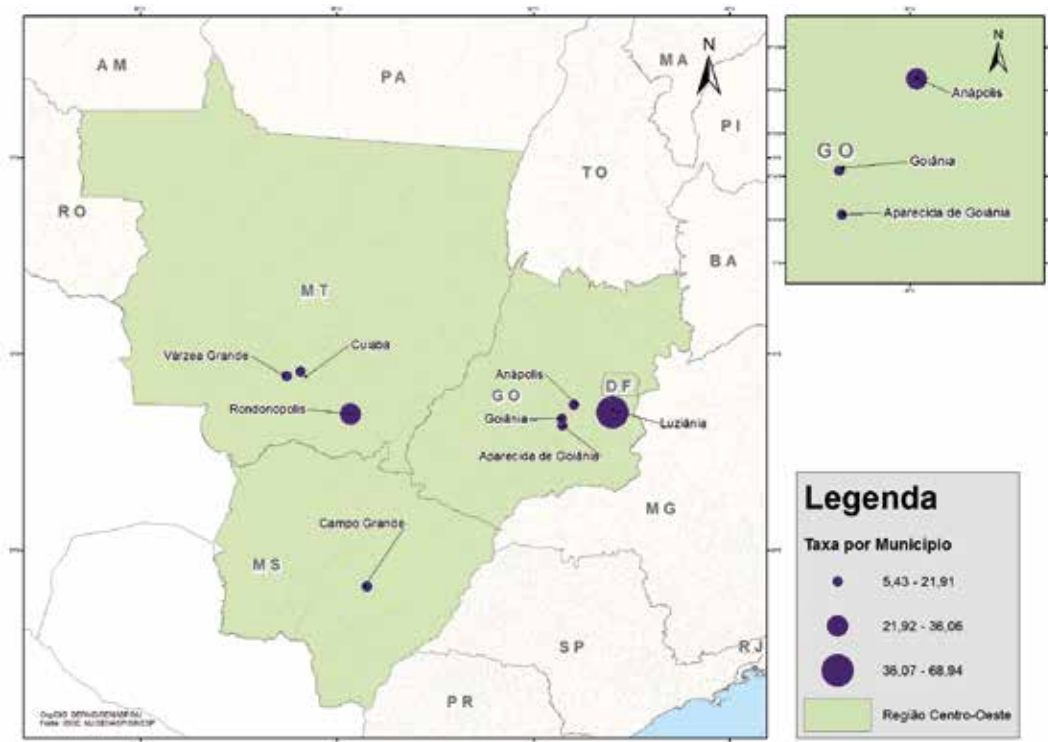 AM
PA
N
MA
PI
TO
RO
BA
MT
Cuiabá
Várzea Grande
Rondonópolis
Anápolis
GO
DF
Goiânia
Luziânia
Aparecida de Goiânia
Campo Grande
MG
MS
SP
RJ
PR
N
Anápolis
GO
Goiânia
Aparecida de Goiânia
Legenda
Taxa por Município
5,43 - 21,91
21,92 - 36,06
36,07 - 68,94
Região Centro-Oeste